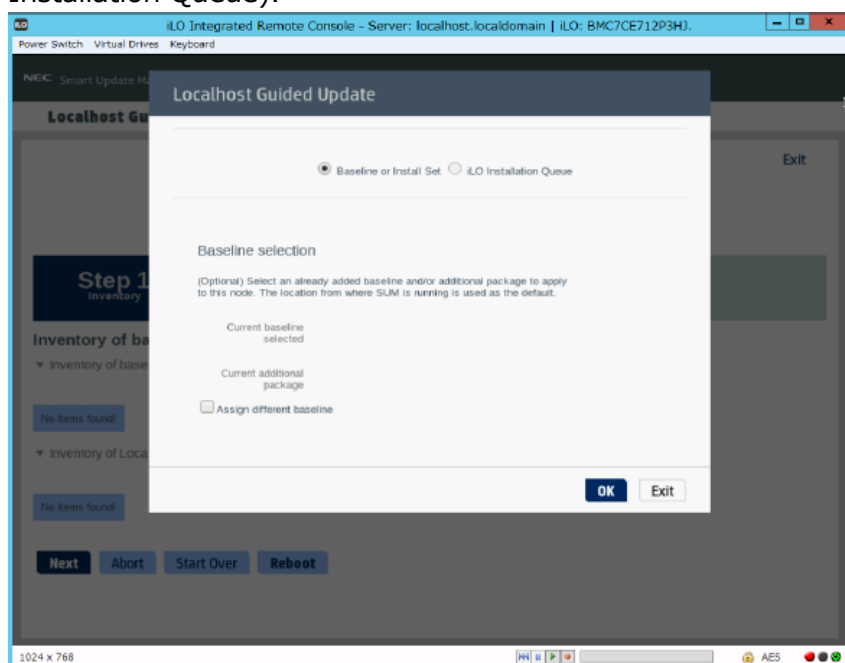 Installation Queue).
iLO Integrated Remote Console - Server: localhost.localdomain | iLO: BMC7CE712P3HJ.
Power Switch Virtual Drives Keyboard
NEC Smart Update Ma
Localhost Guided Update
Localhost Gu
Exit
Baseline or Install Set iLO Installation Queue
Baseline selection
(Optional) Select an already added baseline and/or additional package to apply
to this node. The location from where SUM is running is used as the default.
Step 1
Inventory
Current baseline
selected
Inventory of ba
Inventory of base
Current additional
package
Assign different baseline
No items found!
Inventory of Loca
OK Exit
No items found!
Next Abort Start Over Reboot
1024 x 768
AES